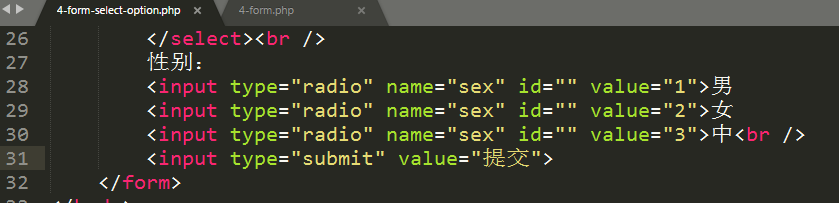 4-form-select-option.php × 4-form.php ×
26 </select><br />
27 性别：
28 <input type="radio" name="sex" id="" value="1">男
29 <input type="radio" name="sex" id="" value="2">女
30 <input type="radio" name="sex" id="" value="3">中<br />
31 <input type="submit" value="提交">
32 </form>